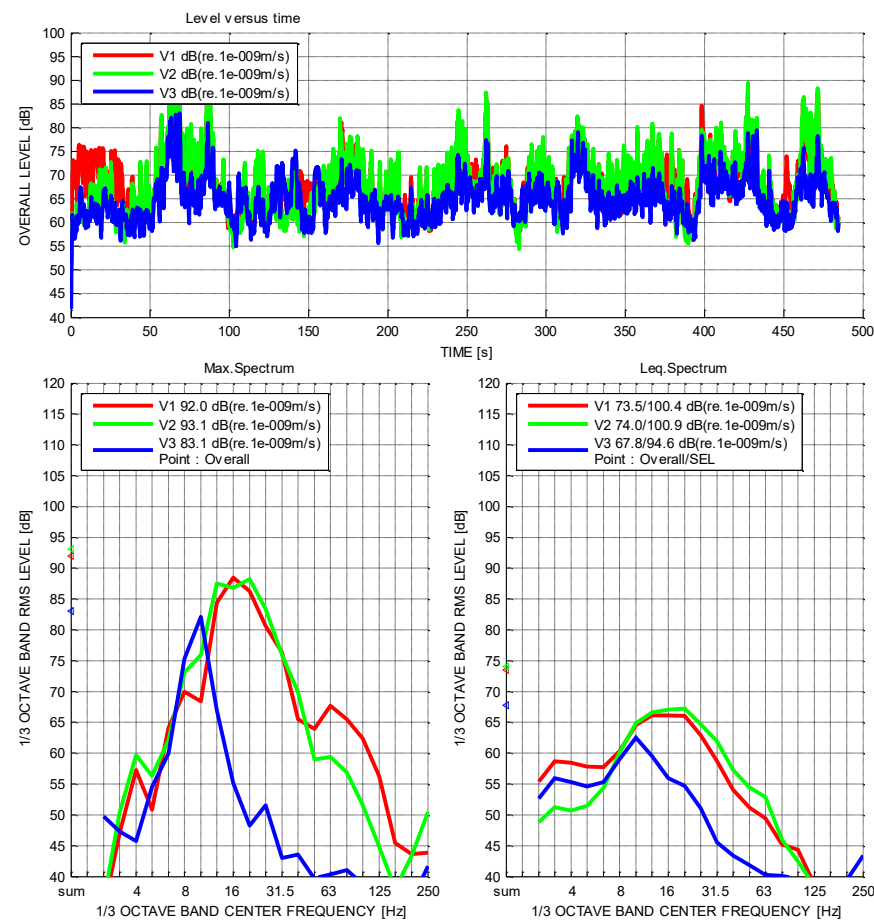 Level versus time
100
95
90
85
80
75
70
65
60
55
50
45
40
OVERALL LEVEL [dB]
V1 dB(re.1e-009m/s)
V2 dB(re.1e-009m/s)
V3 dB(re.1e-009m/s)
0 50 100 150 200 250 300 350 400 450 500
TIME [s]
Max.Spectrum
120
115
110
105
100
95
90
85
80
75
70
65
60
55
50
45
40
1/3 OCTAVE BAND RMS LEVEL [dB]
V1 92.0 dB(re.1e-009m/s)
V2 93.1 dB(re.1e-009m/s)
V3 83.1 dB(re.1e-009m/s)
Point : Overall
sum 4 8 16 31.5 63 125 250
1/3 OCTAVE BAND CENTER FREQUENCY [Hz]
Leq.Spectrum
120
115
110
105
100
95
90
85
80
75
70
65
60
55
50
45
40
1/3 OCTAVE BAND RMS LEVEL [dB]
V1 73.5/100.4 dB(re.1e-009m/s)
V2 74.0/100.9 dB(re.1e-009m/s)
V3 67.8/94.6 dB(re.1e-009m/s)
Point : Overall/SEL
sum 4 8 16 31.5 63 125 250
1/3 OCTAVE BAND CENTER FREQUENCY [Hz]